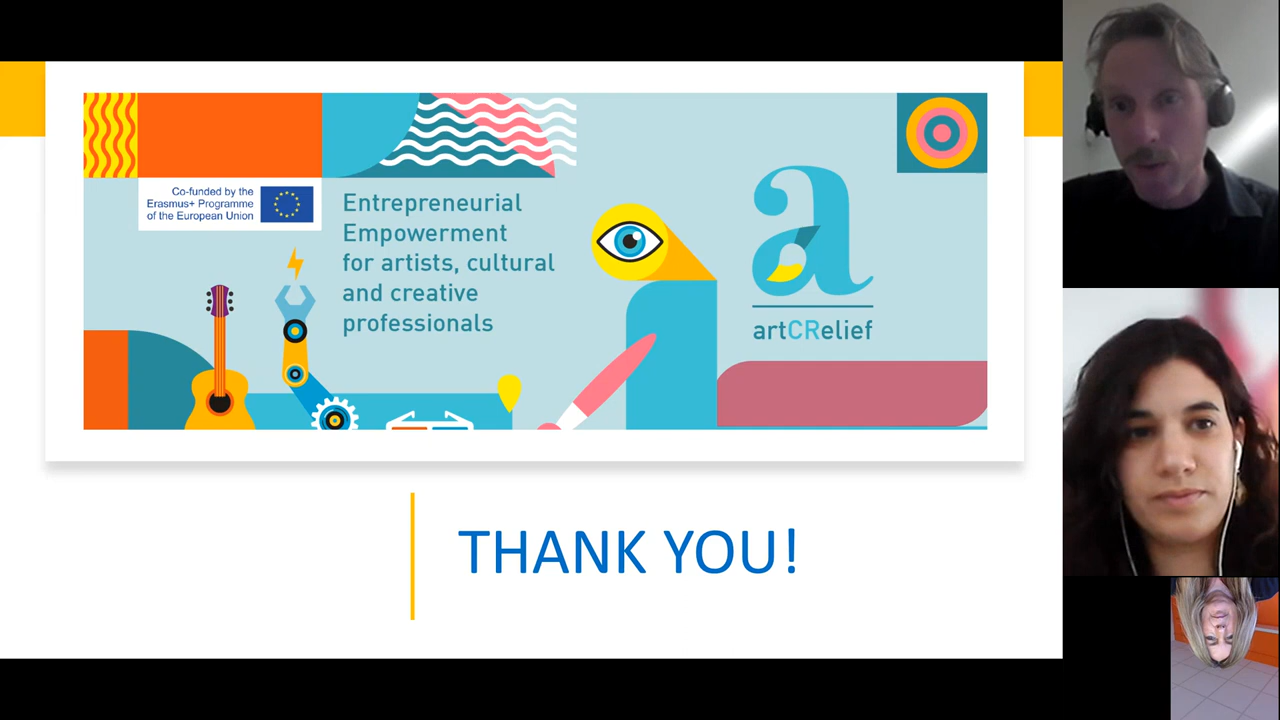 Co-funded by the
Erasmus+ Programme
of the European Union
Entrepreneurial
Empowerment
for artists, cultural
and creative
professionals
a
artCRelief
THANK YOU!